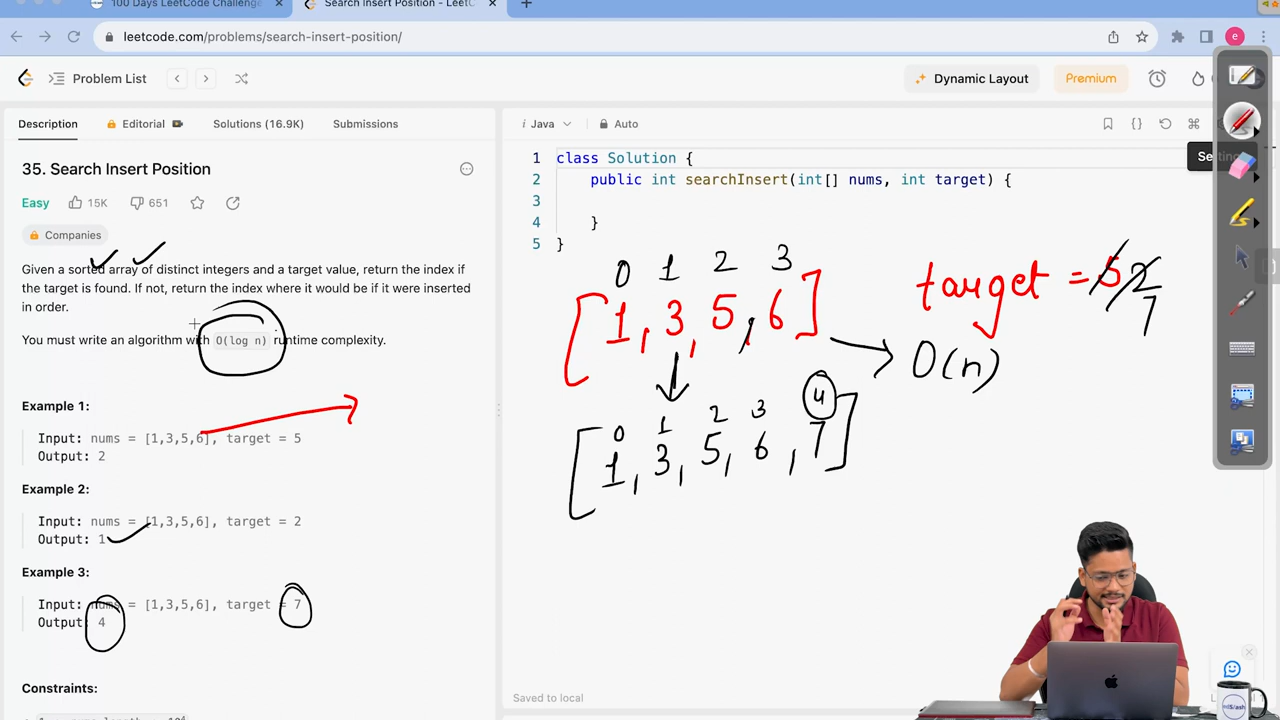 100 Days LeetCode Challenge
Search Insert Position - LeetC
leetcode.com/problems/search-insert-position/
e
Problem List
Dynamic Layout
Premium
Description
Editorial
Solutions (16.9K)
Submissions
35. Search Insert Position
Easy
15K
651
Companies
Given a sorted array of distinct integers and a target value, return the index if
the target is found. If not, return the index where it would be if it were inserted
in order.
You must write an algorithm with O(log n) runtime complexity.
Example 1:
Input: nums = [1,3,5,6], target = 5
Output: 2
Example 2:
Input: nums = [1,3,5,6], target = 2
Output: 1
Example 3:
Input: nums = [1,3,5,6], target = 7
Output: 4
Constraints:
i Java
Auto
1 class Solution {
2 public int searchInsert(int[] nums, int target) {
3
4 }
5 }
0 1 2 3
[1, 3, 5, 6]
target = 5 2
7
O(n)
0 1 2 3 4
[1, 3, 5, 6, 7]
Saved to local